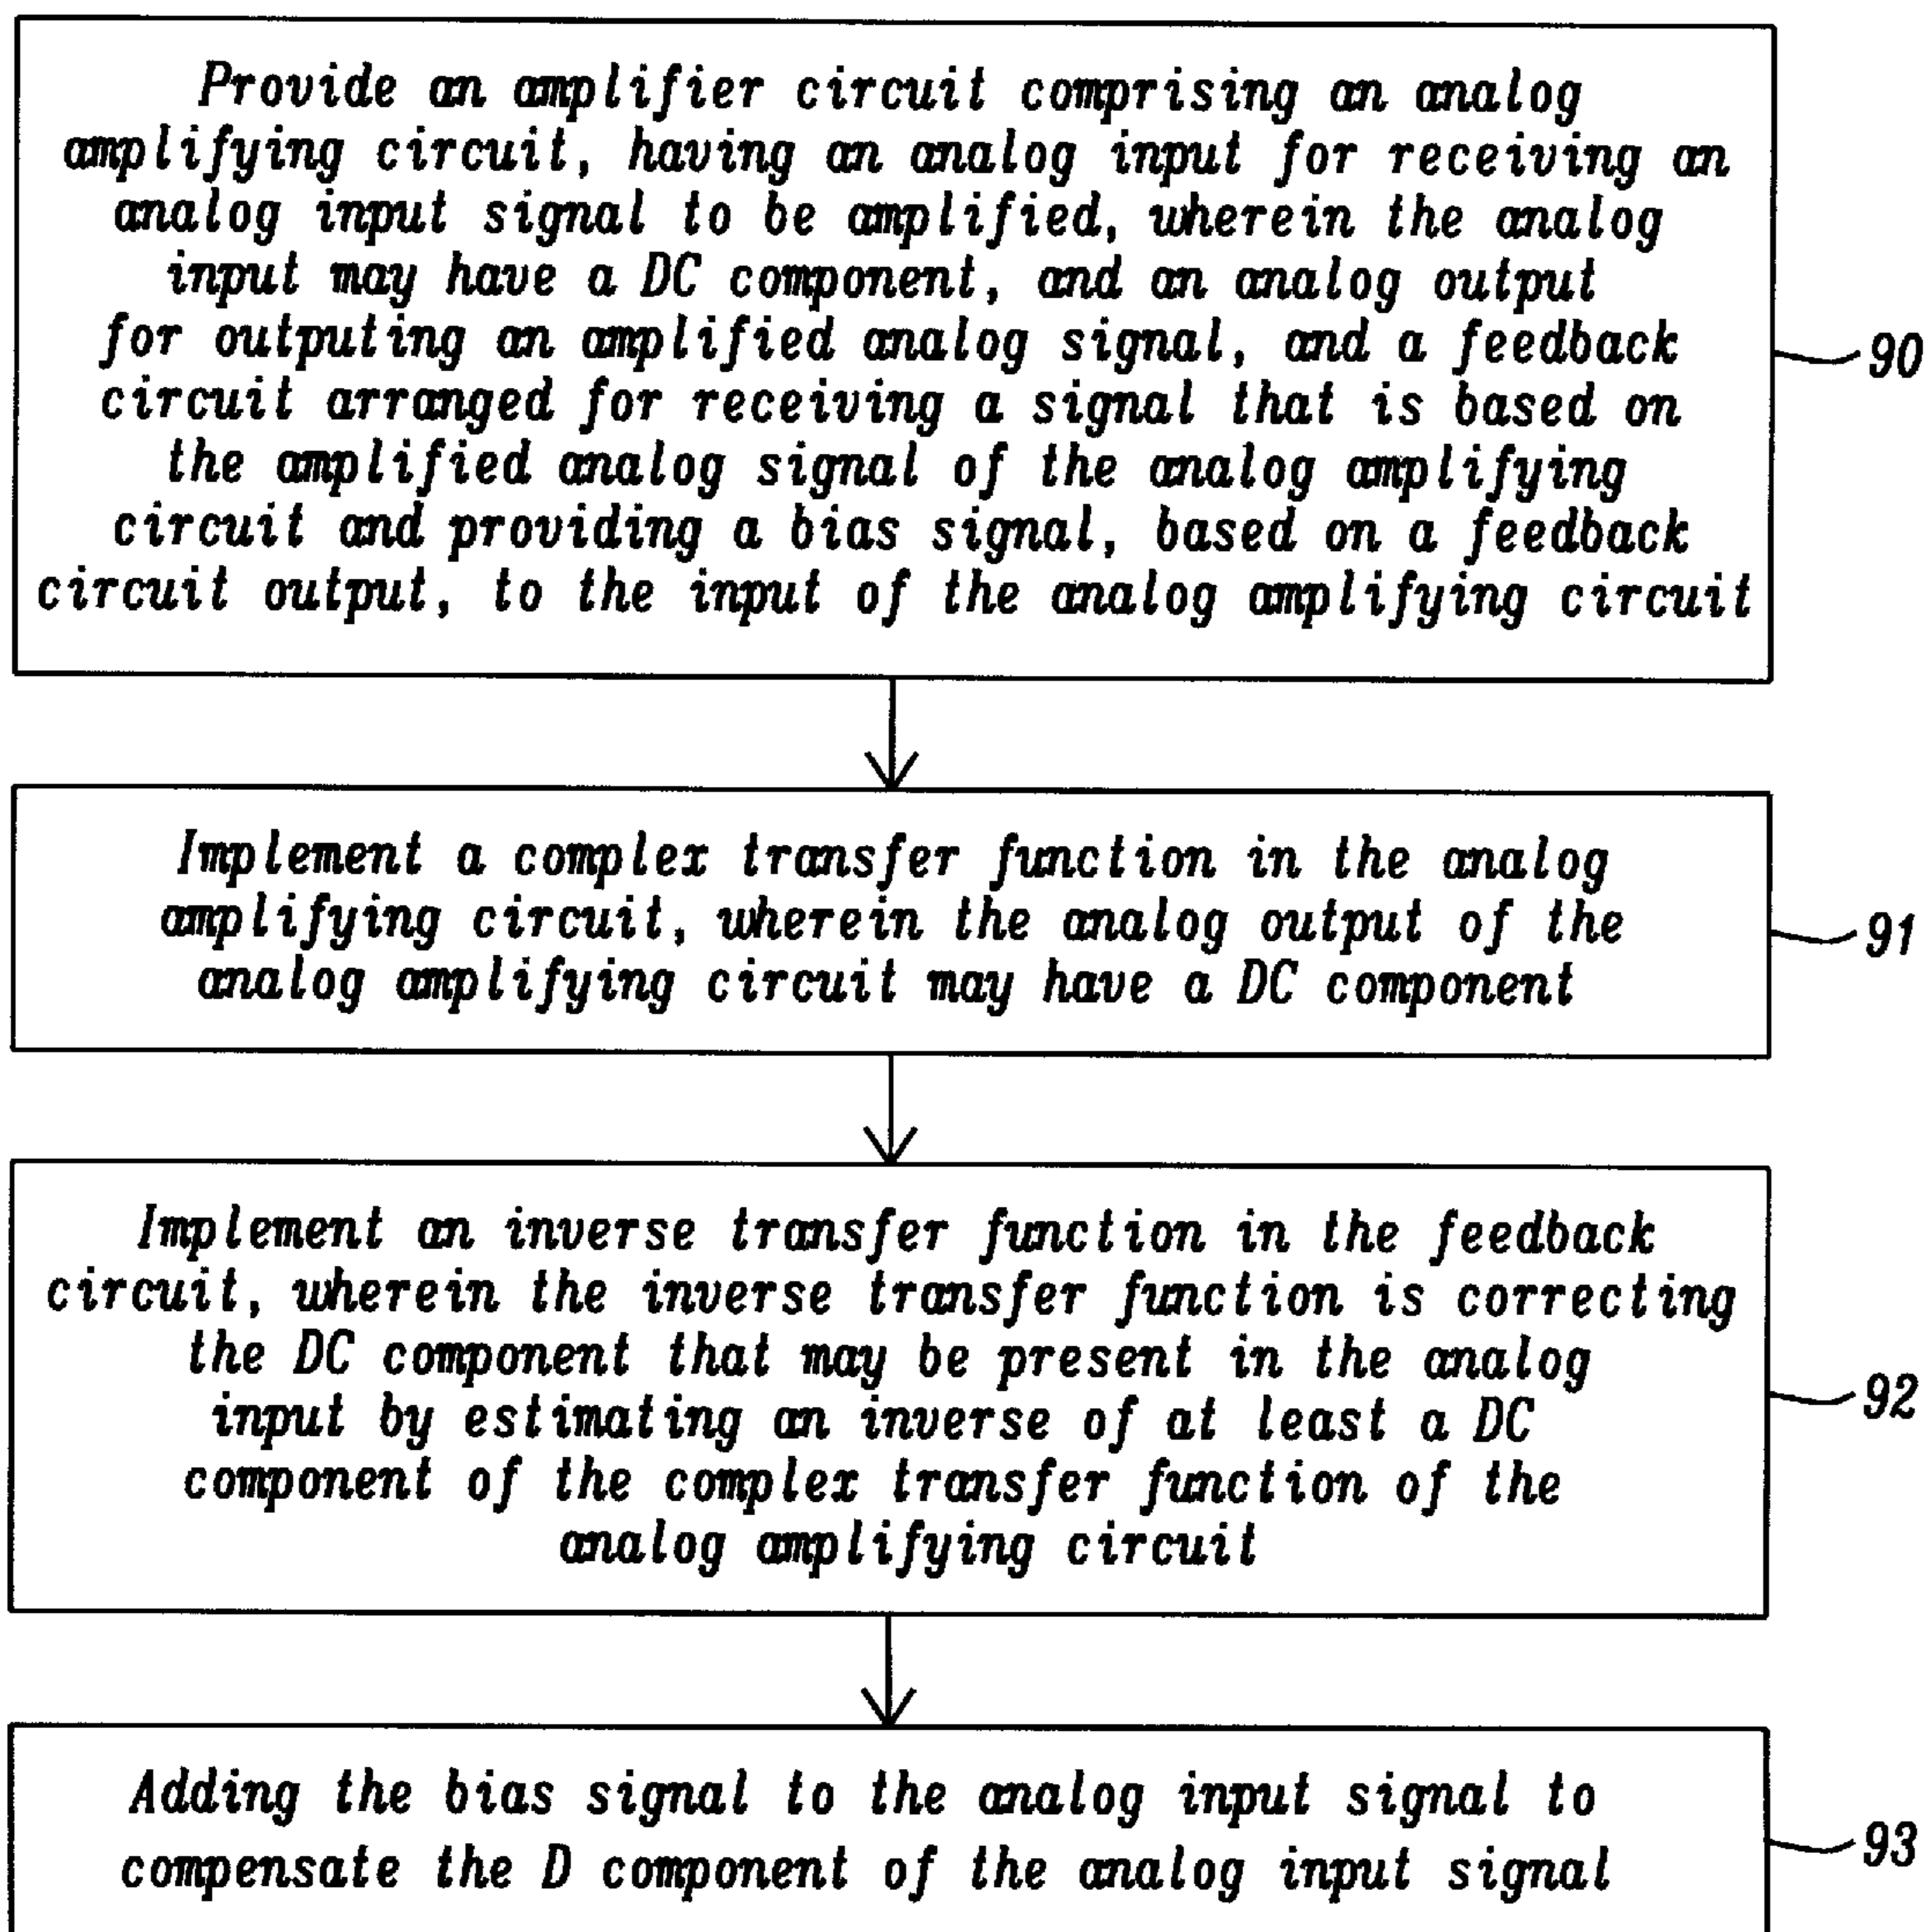 Provide an amplifier circuit comprising an analog
amplifying circuit, having an analog input for receiving an
analog input signal to be amplified, wherein the analog
input may have a DC component, and an analog output
for outputing an amplified analog signal, and a feedback
circuit arranged for receiving a signal that is based on
the amplified analog signal of the analog amplifying
circuit and providing a bias signal, based on a feedback
circuit output, to the input of the analog amplifying circuit
90
Implement a complex transfer function in the analog
amplifying circuit, wherein the analog output of the
analog amplifying circuit may have a DC component
91
Implement an inverse transfer function in the feedback
circuit, wherein the inverse transfer function is correcting
the DC component that may be present in the analog
input by estimating an inverse of at least a DC
component of the complex transfer function of the
analog amplifying circuit
92
Adding the bias signal to the analog input signal to
compensate the D component of the analog input signal
93